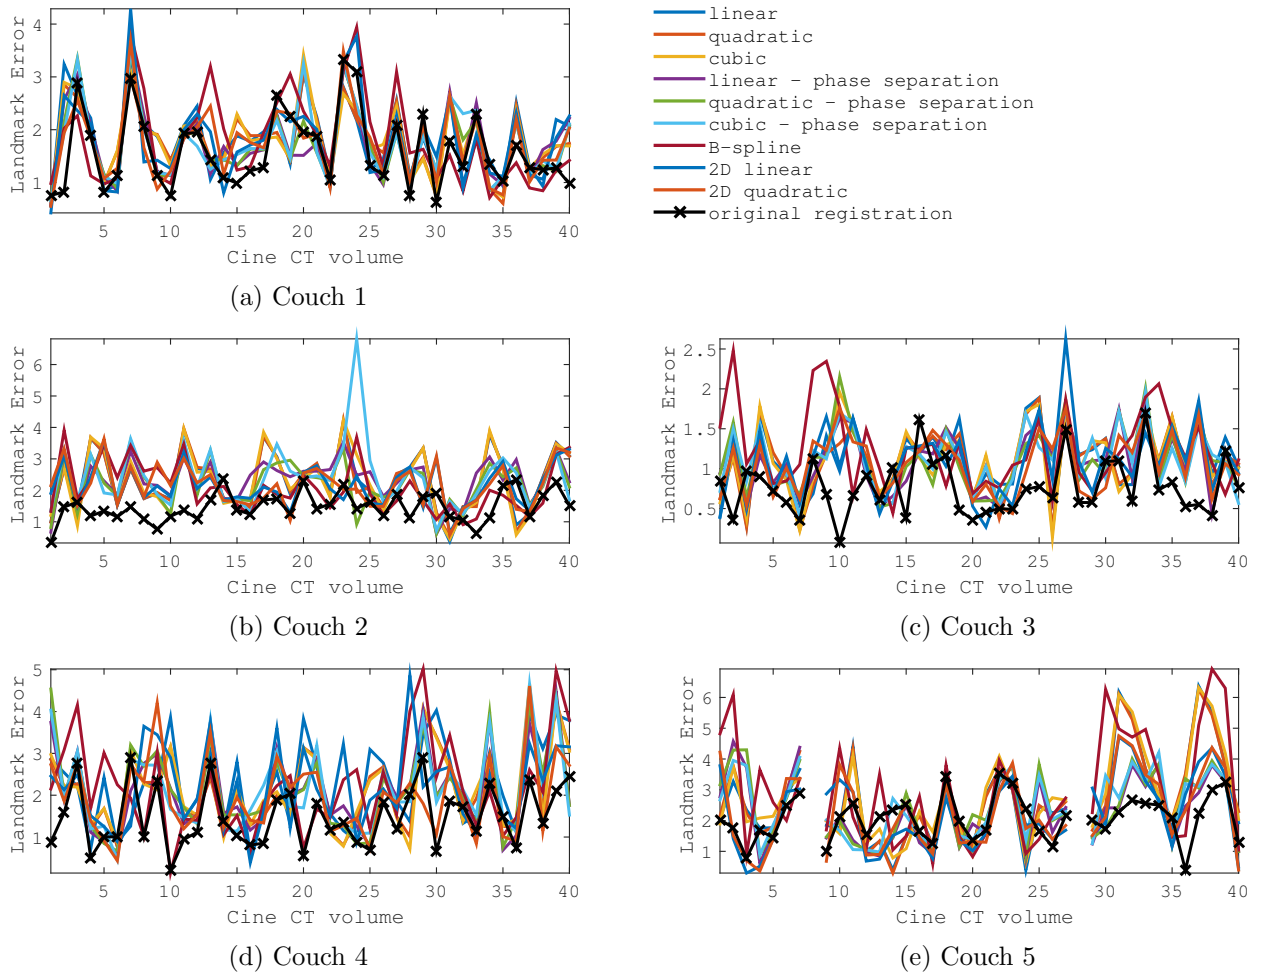 Landmark Error
4
3
2
1
5 10 15 20 25 30 35 40
Cine CT volume
(a) Couch 1
linear
quadratic
cubic
linear - phase separation
quadratic - phase separation
cubic - phase separation
B-spline
2D linear
2D quadratic
original registration
Landmark Error
6
5
4
3
2
1
5 10 15 20 25 30 35 40
Cine CT volume
(b) Couch 2
Landmark Error
2.5
2
1.5
1
0.5
5 10 15 20 25 30 35 40
Cine CT volume
(c) Couch 3
Landmark Error
5
4
3
2
1
5 10 15 20 25 30 35 40
Cine CT volume
(d) Couch 4
Landmark Error
6
5
4
3
2
1
5 10 15 20 25 30 35 40
Cine CT volume
(e) Couch 5